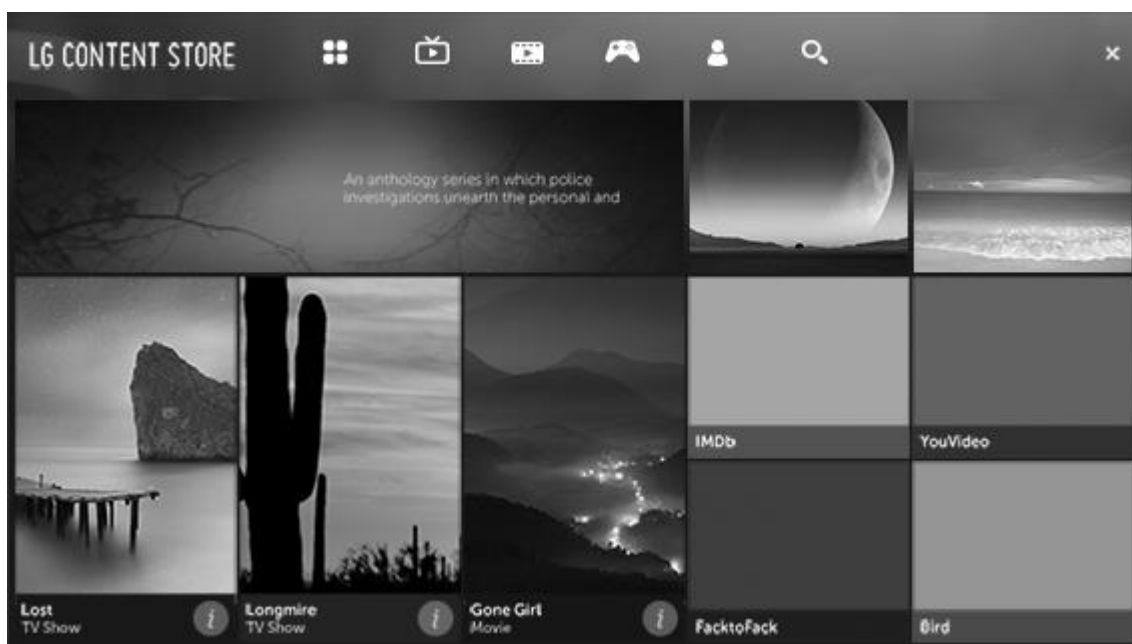 LG CONTENT STORE
An anthology series in which police
investigations unearth the personal and
IMDb
YouVideo
Lost
TV Show
i
Longmire
TV Show
i
Gone Girl
Movie
i
FacktoFack
Bird